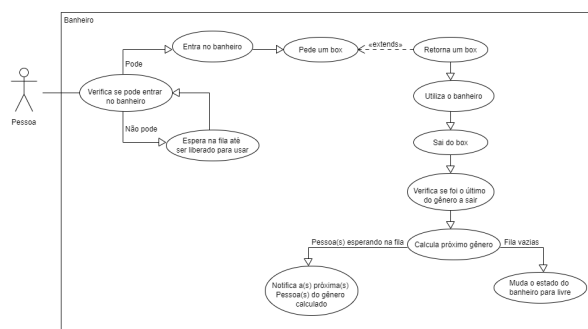 Banheiro
Pessoa
Verifica se pode entrar
no banheiro
Pode
Não pode
Entra no banheiro
Pede um box
«extends»
Retorna um box
Espera na fila até
ser liberado para usar
Utiliza o banheiro
Sai do box
Verifica se foi o último
do gênero a sair
Calcula próximo gênero
Pessoa(s) esperando na fila
Fila vazias
Notifica a(s) próxima(s)
Pessoa(s) do gênero
calculado
Muda o estado do
banheiro para livre